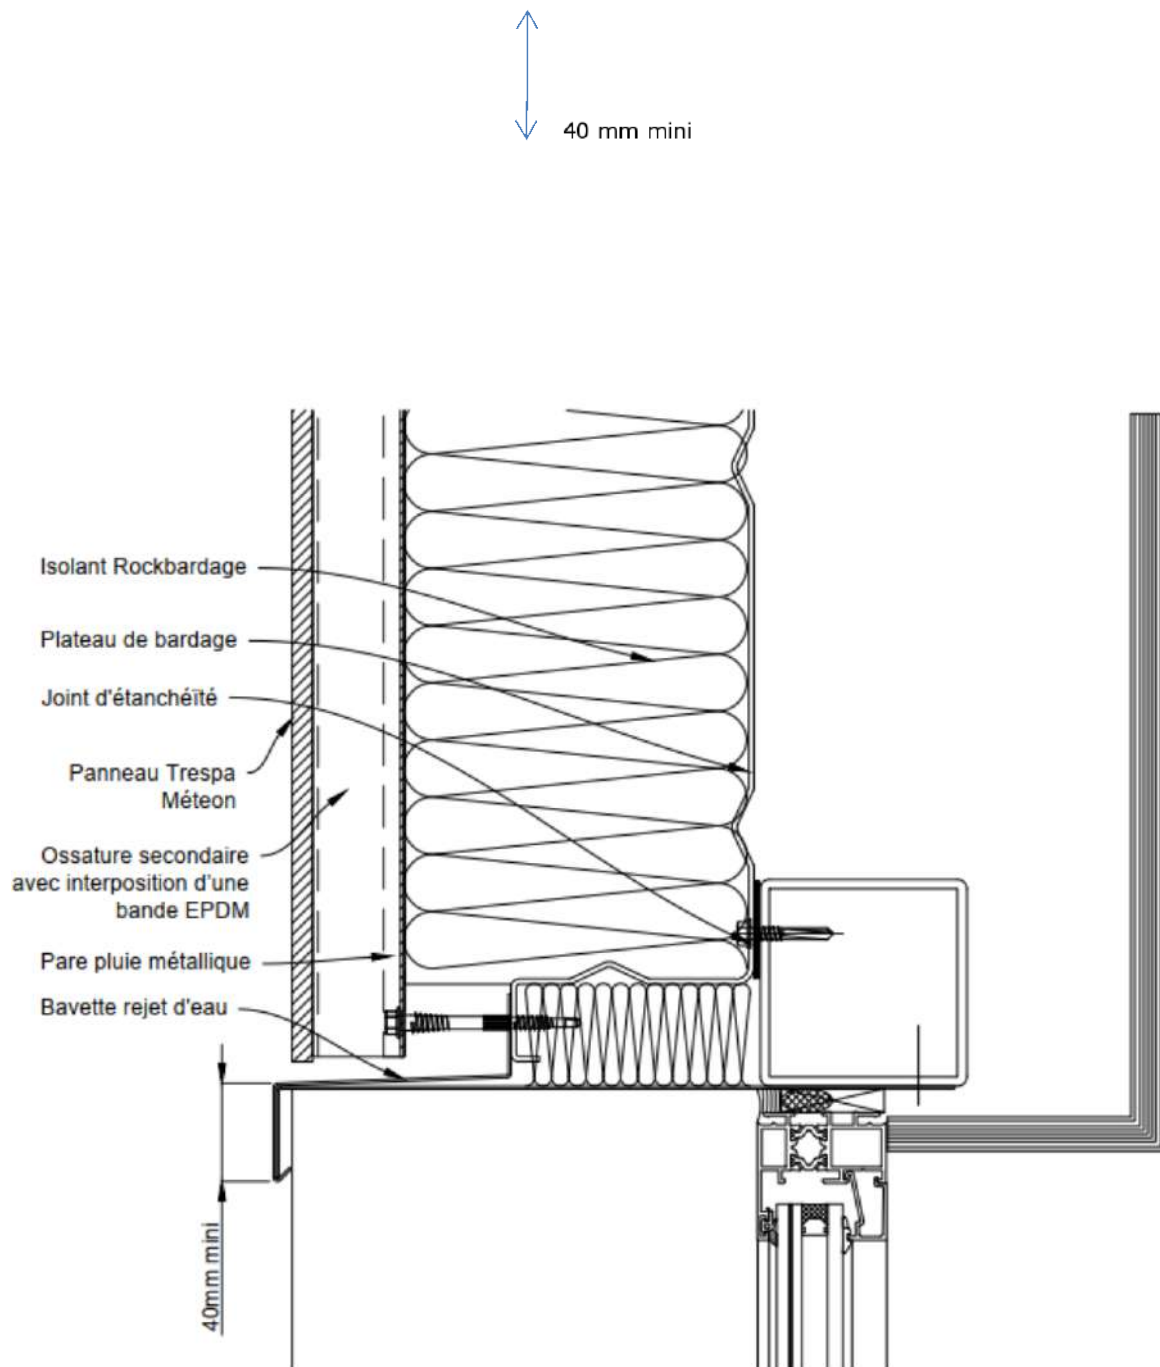 40 mm mini
Isolant Rockbardage
Plateau de bardage
Joint d'étanchéïté
Panneau Trespa
Méteon
Ossature secondaire
avec interposition d'une
bande EPDM
Pare pluie métallique
Bavette rejet d'eau
40mm mini